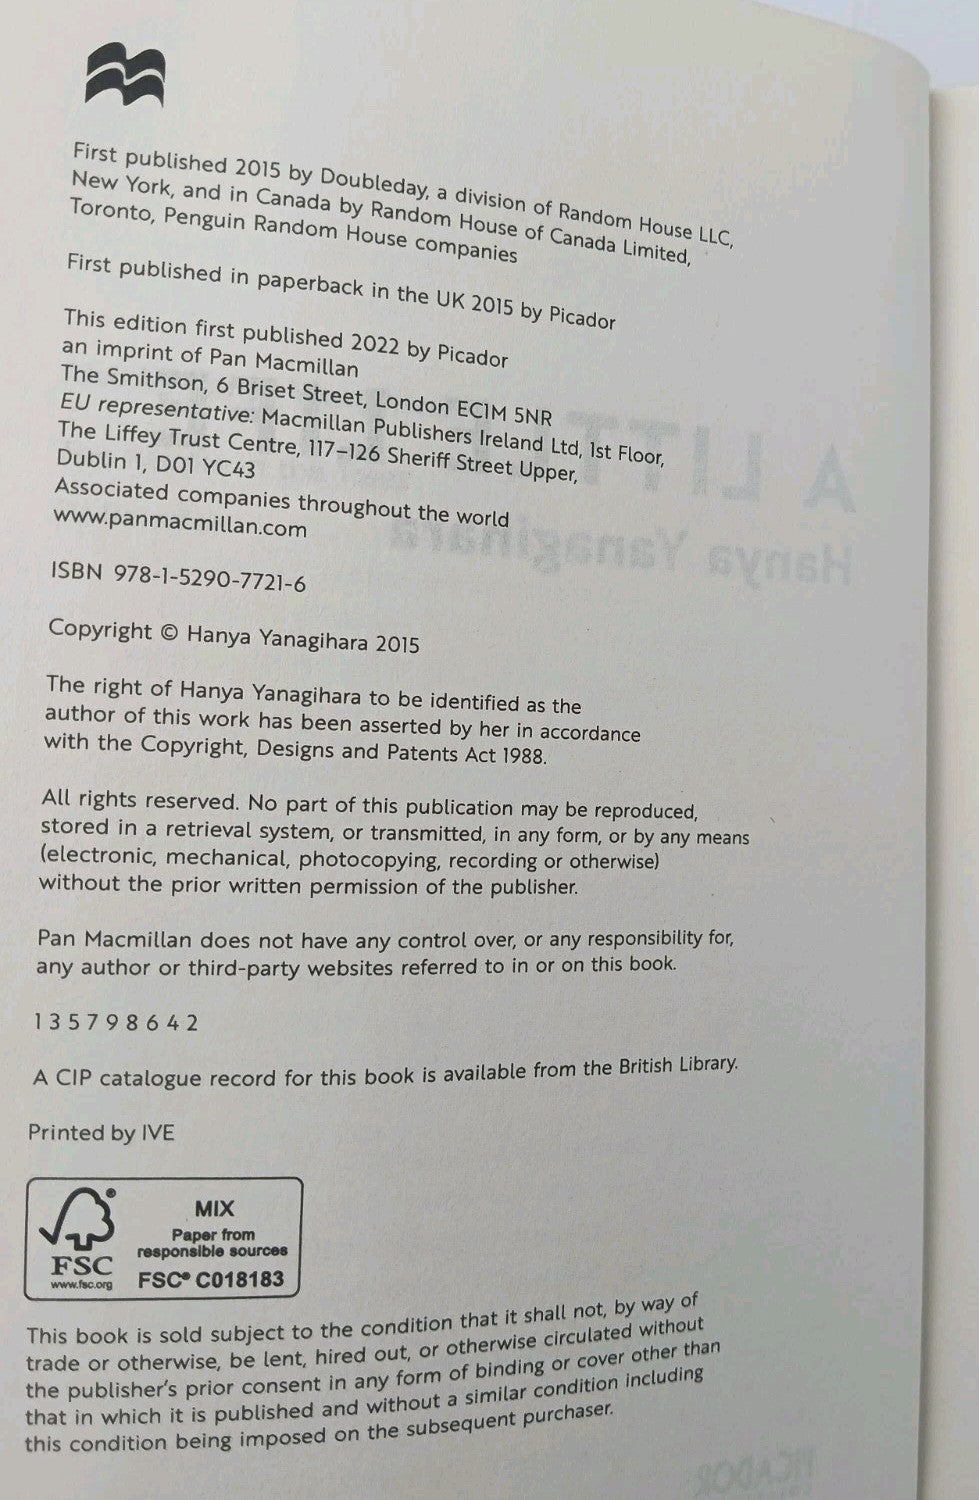 First published 2015 by Doubleday, a division of Random House LLC,
New York, and in Canada by Random House of Canada Limited,
Toronto, Penguin Random House companies
First published in paperback in the UK 2015 by Picador
This edition first published 2022 by Picador
an imprint of Pan Macmillan
The Smithson, 6 Briset Street, London EC1M 5NR
EU representative: Macmillan Publishers Ireland Ltd, 1st Floor,
The Liffey Trust Centre, 117–126 Sheriff Street Upper,
Dublin 1, D01 YC43
Associated companies throughout the world
www.panmacmillan.com
ISBN 978-1-5290-7721-6
Copyright © Hanya Yanagihara 2015
The right of Hanya Yanagihara to be identified as the
author of this work has been asserted by her in accordance
with the Copyright, Designs and Patents Act 1988.
All rights reserved. No part of this publication may be reproduced,
stored in a retrieval system, or transmitted, in any form, or by any means
(electronic, mechanical, photocopying, recording or otherwise)
without the prior written permission of the publisher.
Pan Macmillan does not have any control over, or any responsibility for,
any author or third-party websites referred to in or on this book.
1 3 5 7 9 8 6 4 2
A CIP catalogue record for this book is available from the British Library.
Printed by IVE
MIX
Paper from
responsible sources
FSC® C018183
FSC
www.fsc.org
This book is sold subject to the condition that it shall not, by way of
trade or otherwise, be lent, hired out, or otherwise circulated without
the publisher's prior consent in any form of binding or cover other than
that in which it is published and without a similar condition including
this condition being imposed on the subsequent purchaser.
A LITT
Hanya Yanagihara
PICADOR